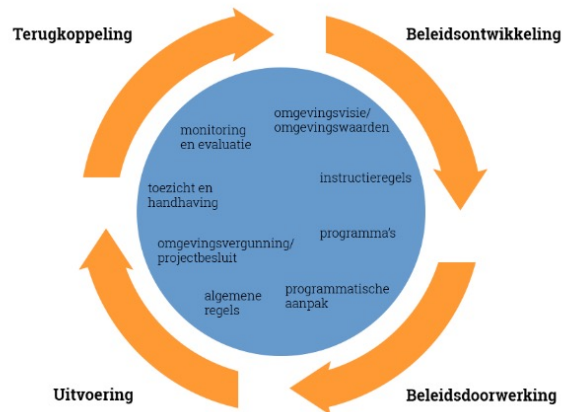 Terugkoppeling
Beleidsontwikkeling
omgevingsvisie/
omgevingswaarden
monitoring
en evaluatie
instructieregels
toezicht en
handhaving
programma's
omgevingsvergunning/
projectbesluit
programmatische
aanpak
algemene
regels
Uitvoering
Beleidsdoorwerking